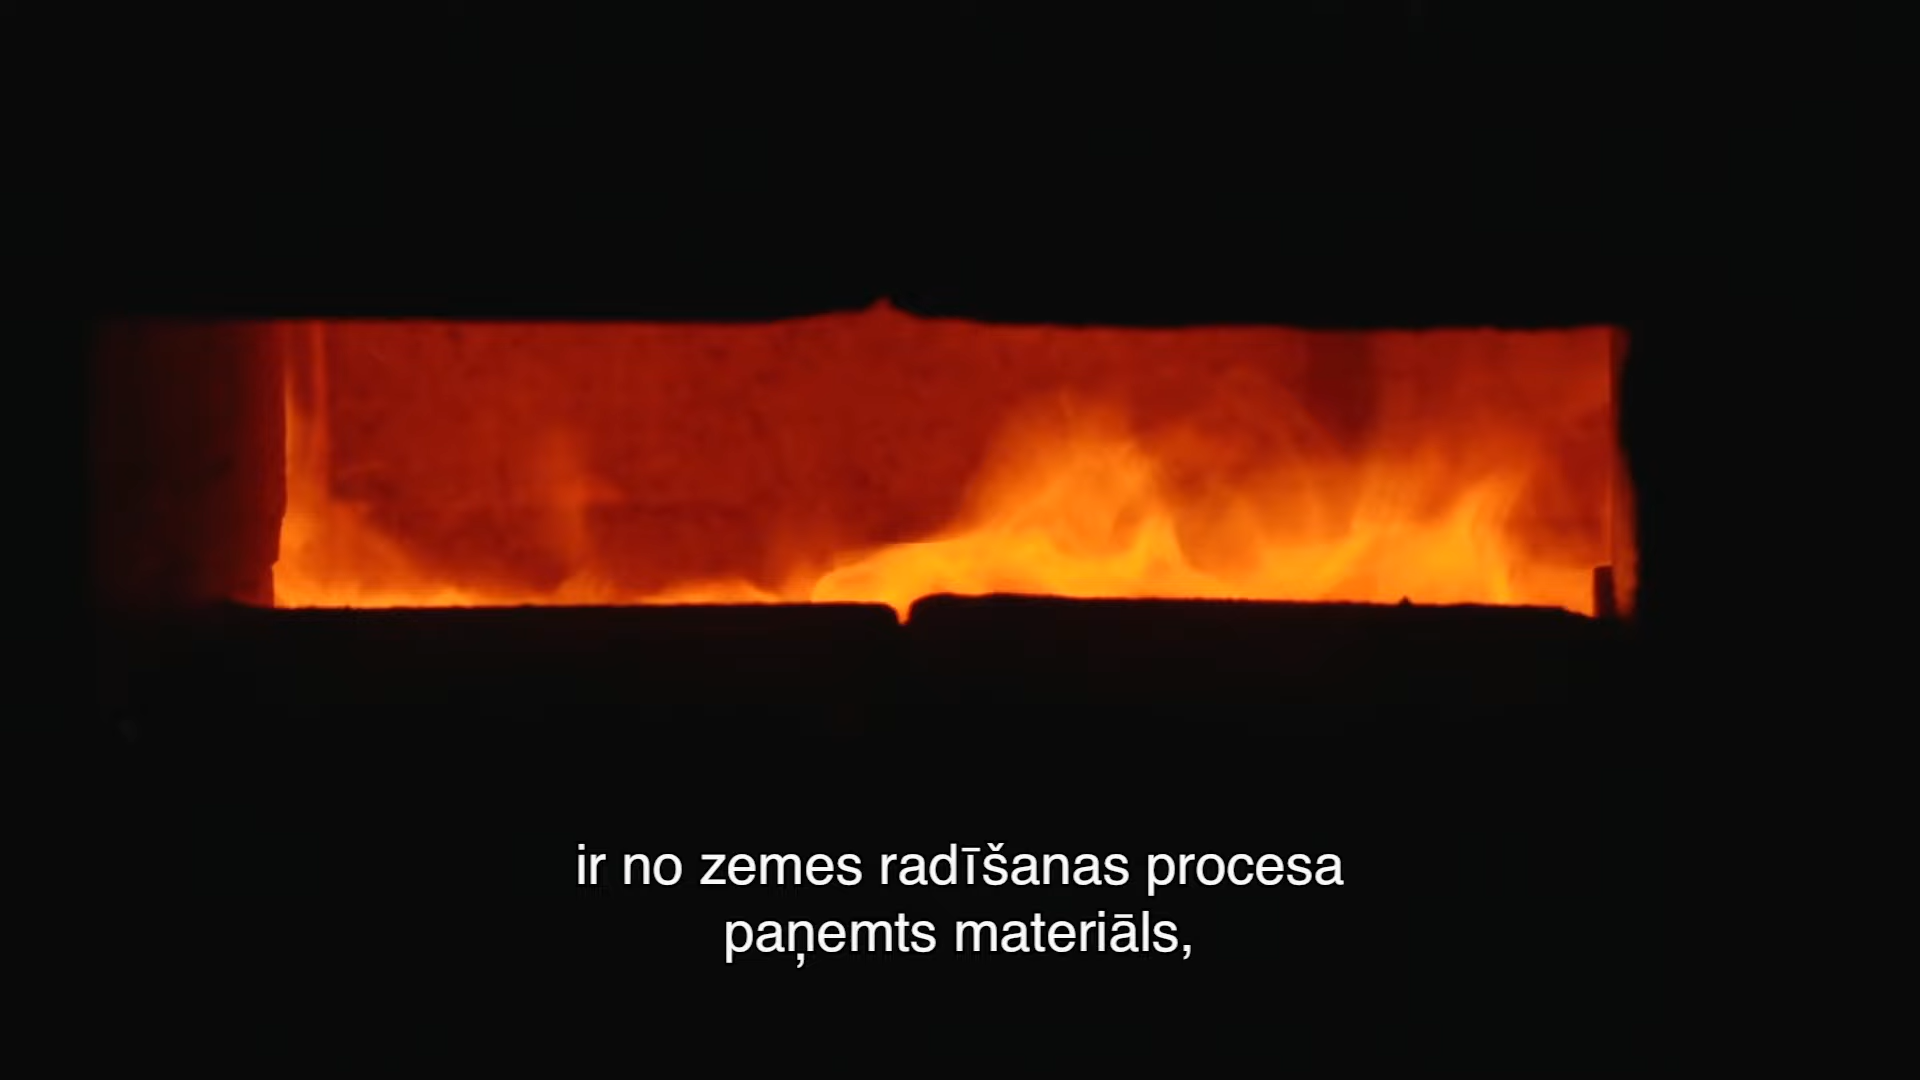 ir no zemes radīšanas procesa
paņemts materiāls,